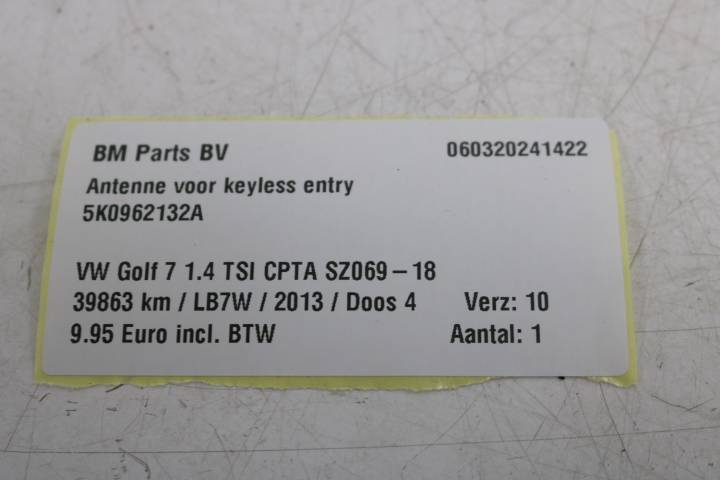 BM Parts BV 060320241422
Antenne voor keyless entry
5K0962132A
VW Golf 7 1.4 TSI CPTA SZ069-18
39863 km / LB7W / 2013 / Doos 4 Verz: 10
9.95 Euro incl. BTW Aantal: 1